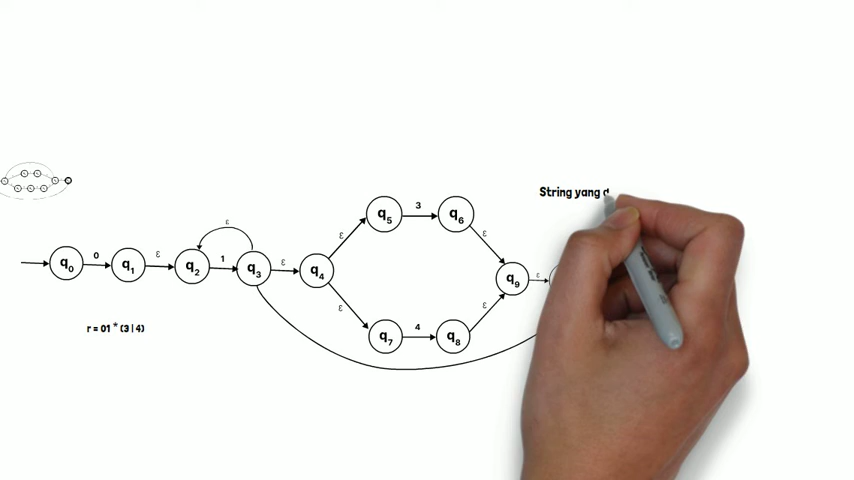 String yang
ε
3
q5
q6
ε
ε
0
ε
1
ε
q0
q1
q2
q3
q4
q9
ε
ε
ε
4
q7
q8
r = 01 * (3 | 4)